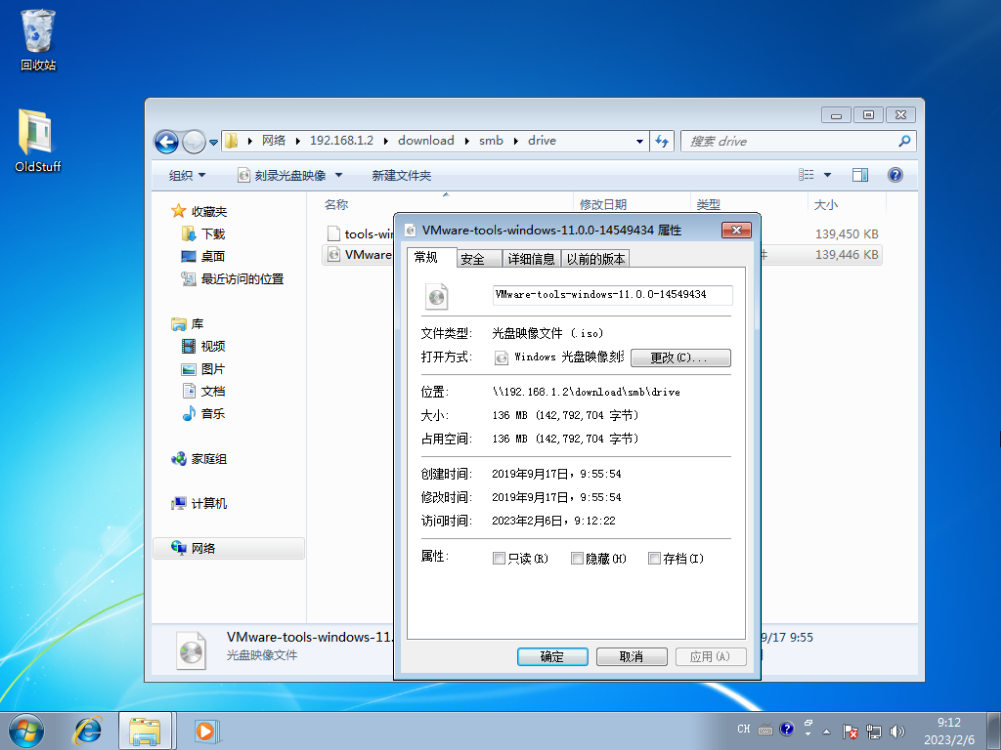 回收站
OldStuff
网络 192.168.1.2 download smb drive
搜索 drive
组织 刻录光盘映像 新建文件夹
名称 修改日期 类型 大小
收藏夹
下载
桌面
最近访问的位置
库
视频
图片
文档
音乐
家庭组
计算机
网络
tools-wi
139,450 KB
VMware
件 139,446 KB
VMware-tools-windows-11.0.0-14549434 属性
常规 安全 详细信息 以前的版本
VMware-tools-windows-11.0.0-14549434
文件类型: 光盘映像文件 (.iso)
打开方式: Windows 光盘映像刻 更改(C)...
位置: \\192.168.1.2\download\smb\drive
大小: 136 MB (142,792,704 字节)
占用空间: 136 MB (142,792,704 字节)
创建时间: 2019年9月17日，9:55:54
修改时间: 2019年9月17日，9:55:54
访问时间: 2023年2月6日，9:12:22
属性: 只读(R) 隐藏(H) 存档(I)
确定 取消 应用(A)
VMware-tools-windows-11.
9/17 9:55
光盘映像文件
CH
9:12
2023/2/6